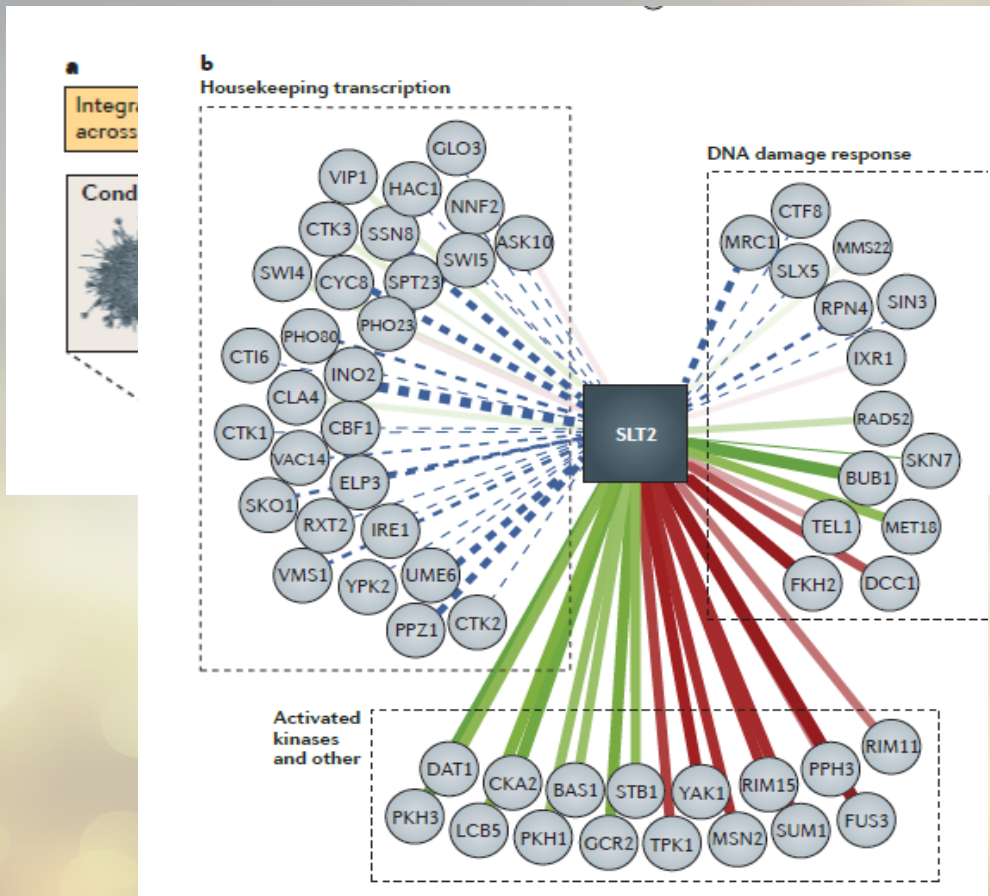 a
Integra
across
Cond
b
Housekeeping transcription
GLO3
VIP1
HAC1
NNF2
CTK3
SSN8
ASK10
SWI5
SWI4
CYC8
SPT23
PHO23
PHO80
CTI6
INO2
CLA4
CTK1
CBF1
VAC14
ELP3
SKO1
RXT2
IRE1
VMS1
YPK2
UME6
PPZ1
CTK2
SLT2
DNA damage response
CTF8
MRC1
MMS22
SLX5
RPN4
SIN3
IXR1
RAD52
SKN7
BUB1
TEL1
MET18
FKH2
DCC1
Activated
kinases
and other
DAT1
CKA2
BAS1
STB1
YAK1
RIM15
PPH3
RIM11
PKH3
LCB5
PKH1
GCR2
TPK1
MSN2
SUM1
FUS3